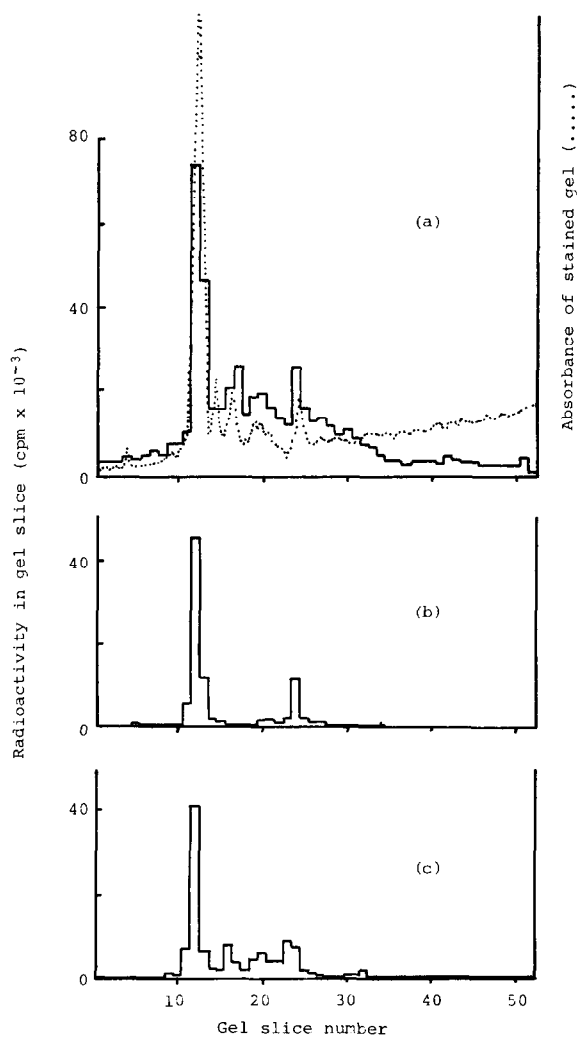 80
40
0
(a)
Absorbance of stained gel (.....)
Radioactivity in gel slice (cpm x 10⁻³)
40
0
(b)
40
0
(c)
10
20
30
40
50
Gel slice number